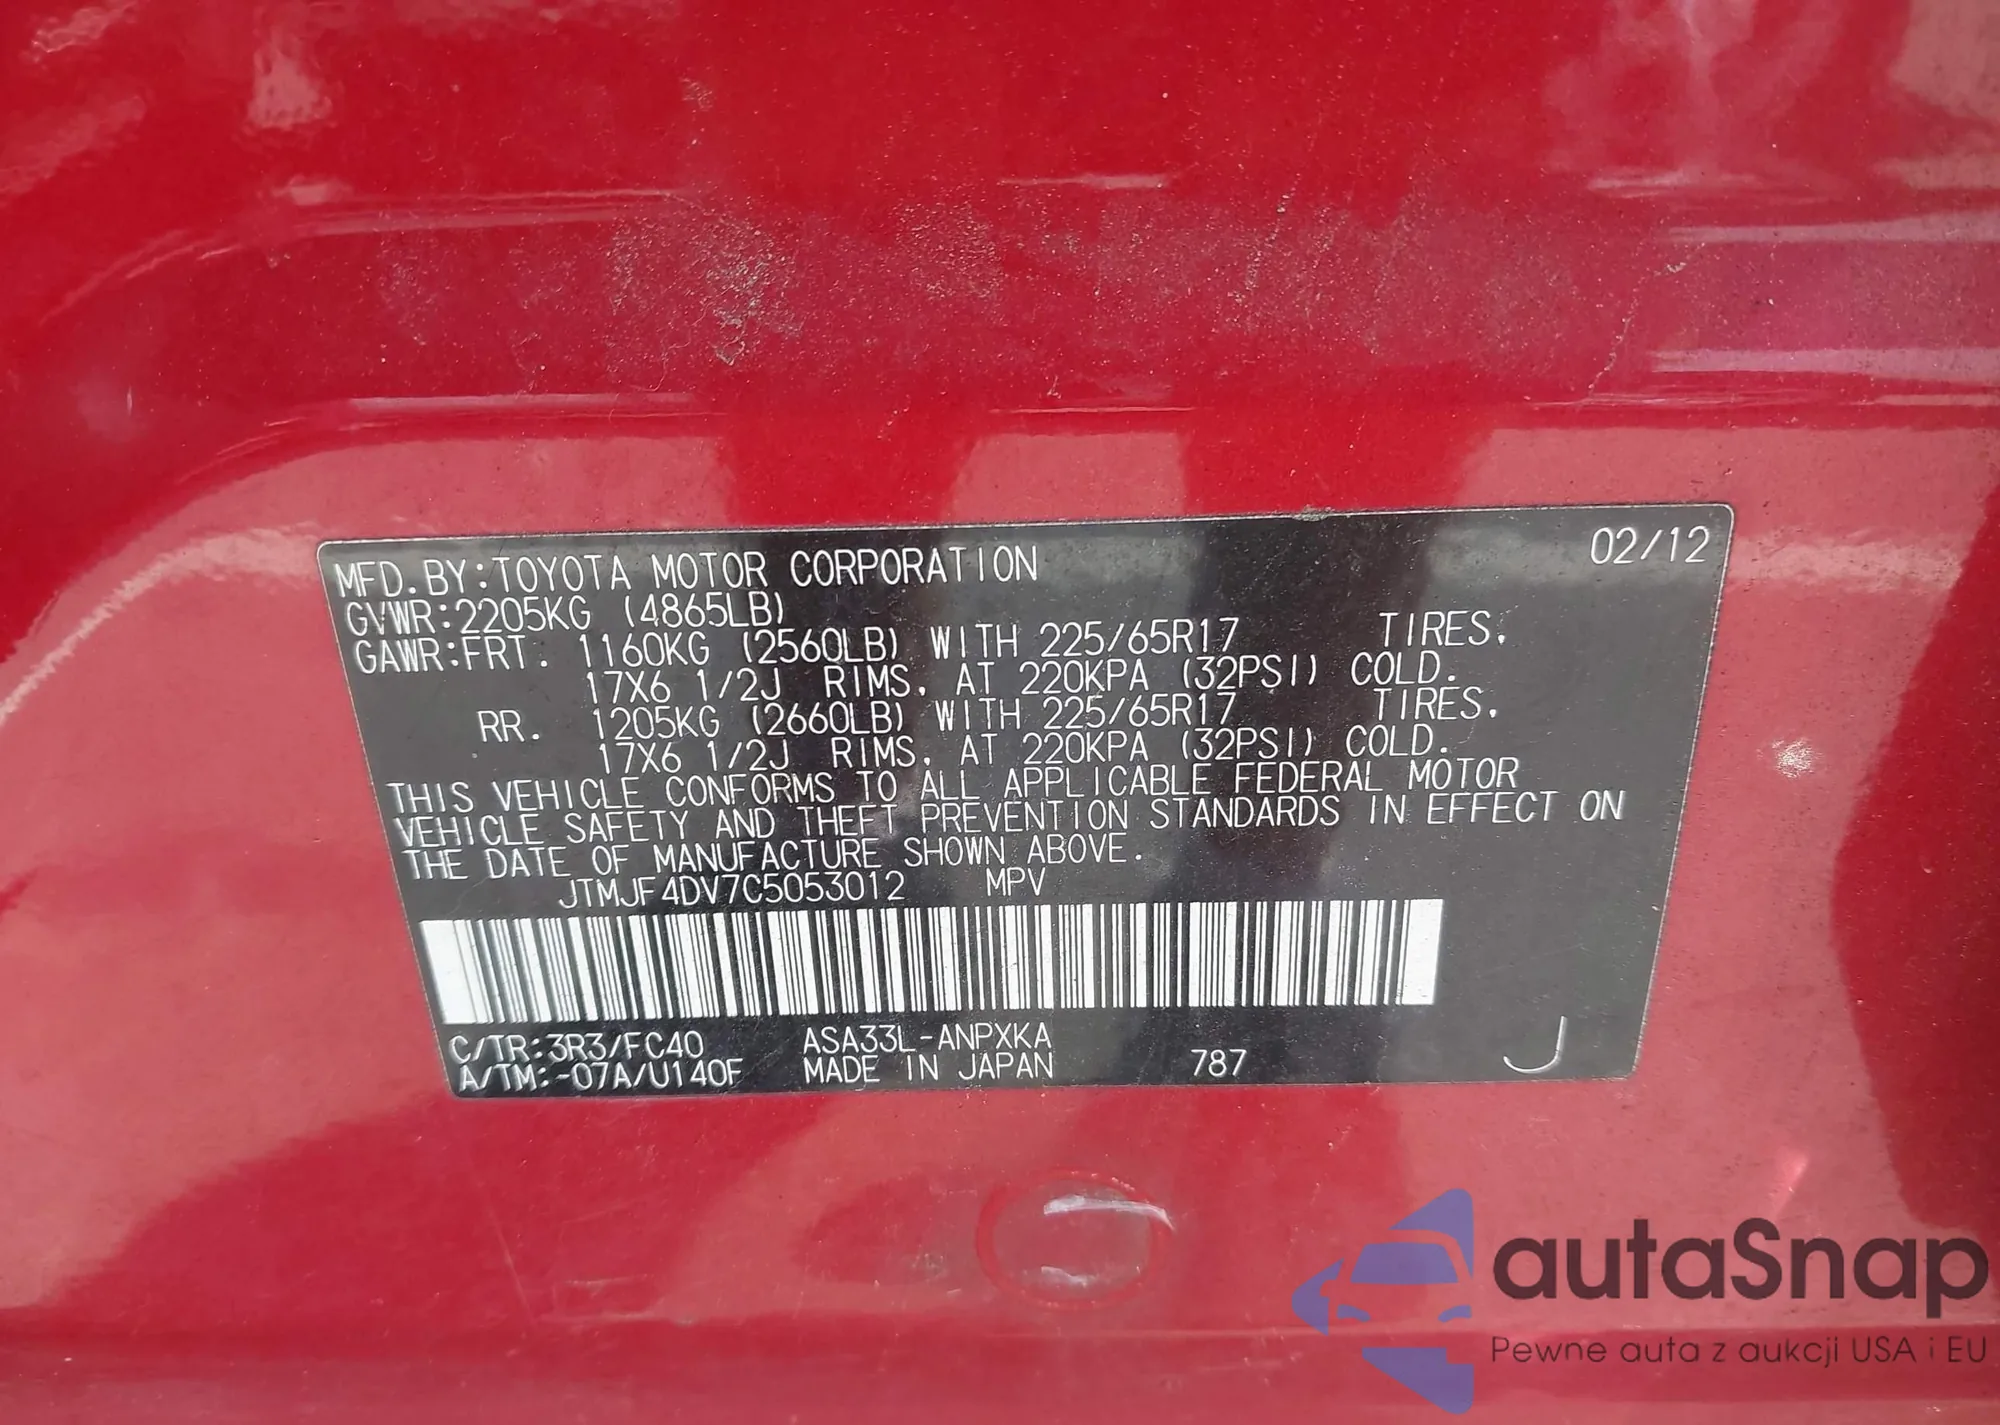 02/12
MFD. BY:TOYOTA MOTOR CORPORATION
GVWR:2205KG (4865LB)
GAWR:FRT. 1160KG (2560LB) WITH 225/65R17 TIRES,
17X6 1/2J RIMS, AT 220KPA (32PSI) COLD.
RR. 1205KG (2660LB) WITH 225/65R17 TIRES,
17X6 1/2J RIMS, AT 220KPA (32PSI) COLD.
THIS VEHICLE CONFORMS TO ALL APPLICABLE FEDERAL MOTOR
VEHICLE SAFETY AND THEFT PREVENTION STANDARDS IN EFFECT ON
THE DATE OF MANUFACTURE SHOWN ABOVE.
JTMJF4DV7C5053012 MPV
C/TR:3R3/FC40 ASA33L-ANPXKA
A/TM:-07A/U140F MADE IN JAPAN 787 J
autaSnap
Pewne auta z aukcji USA i EU